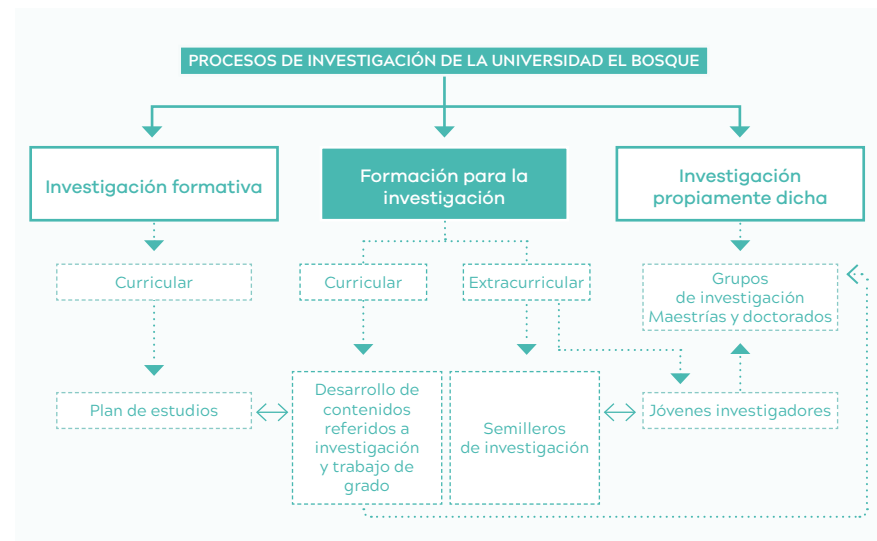 PROCESOS DE INVESTIGACIÓN DE LA UNIVERSIDAD EL BOSQUE
Investigación formativa
Formación para la
investigación
Investigación
propiamente dicha
Curricular
Curricular
Extracurricular
Grupos
de investigación
Maestrías y doctorados
Plan de estudios
Desarrollo de
contenidos
referidos a
investigación
y trabajo de
grado
Semilleros
de investigación
Jóvenes investigadores